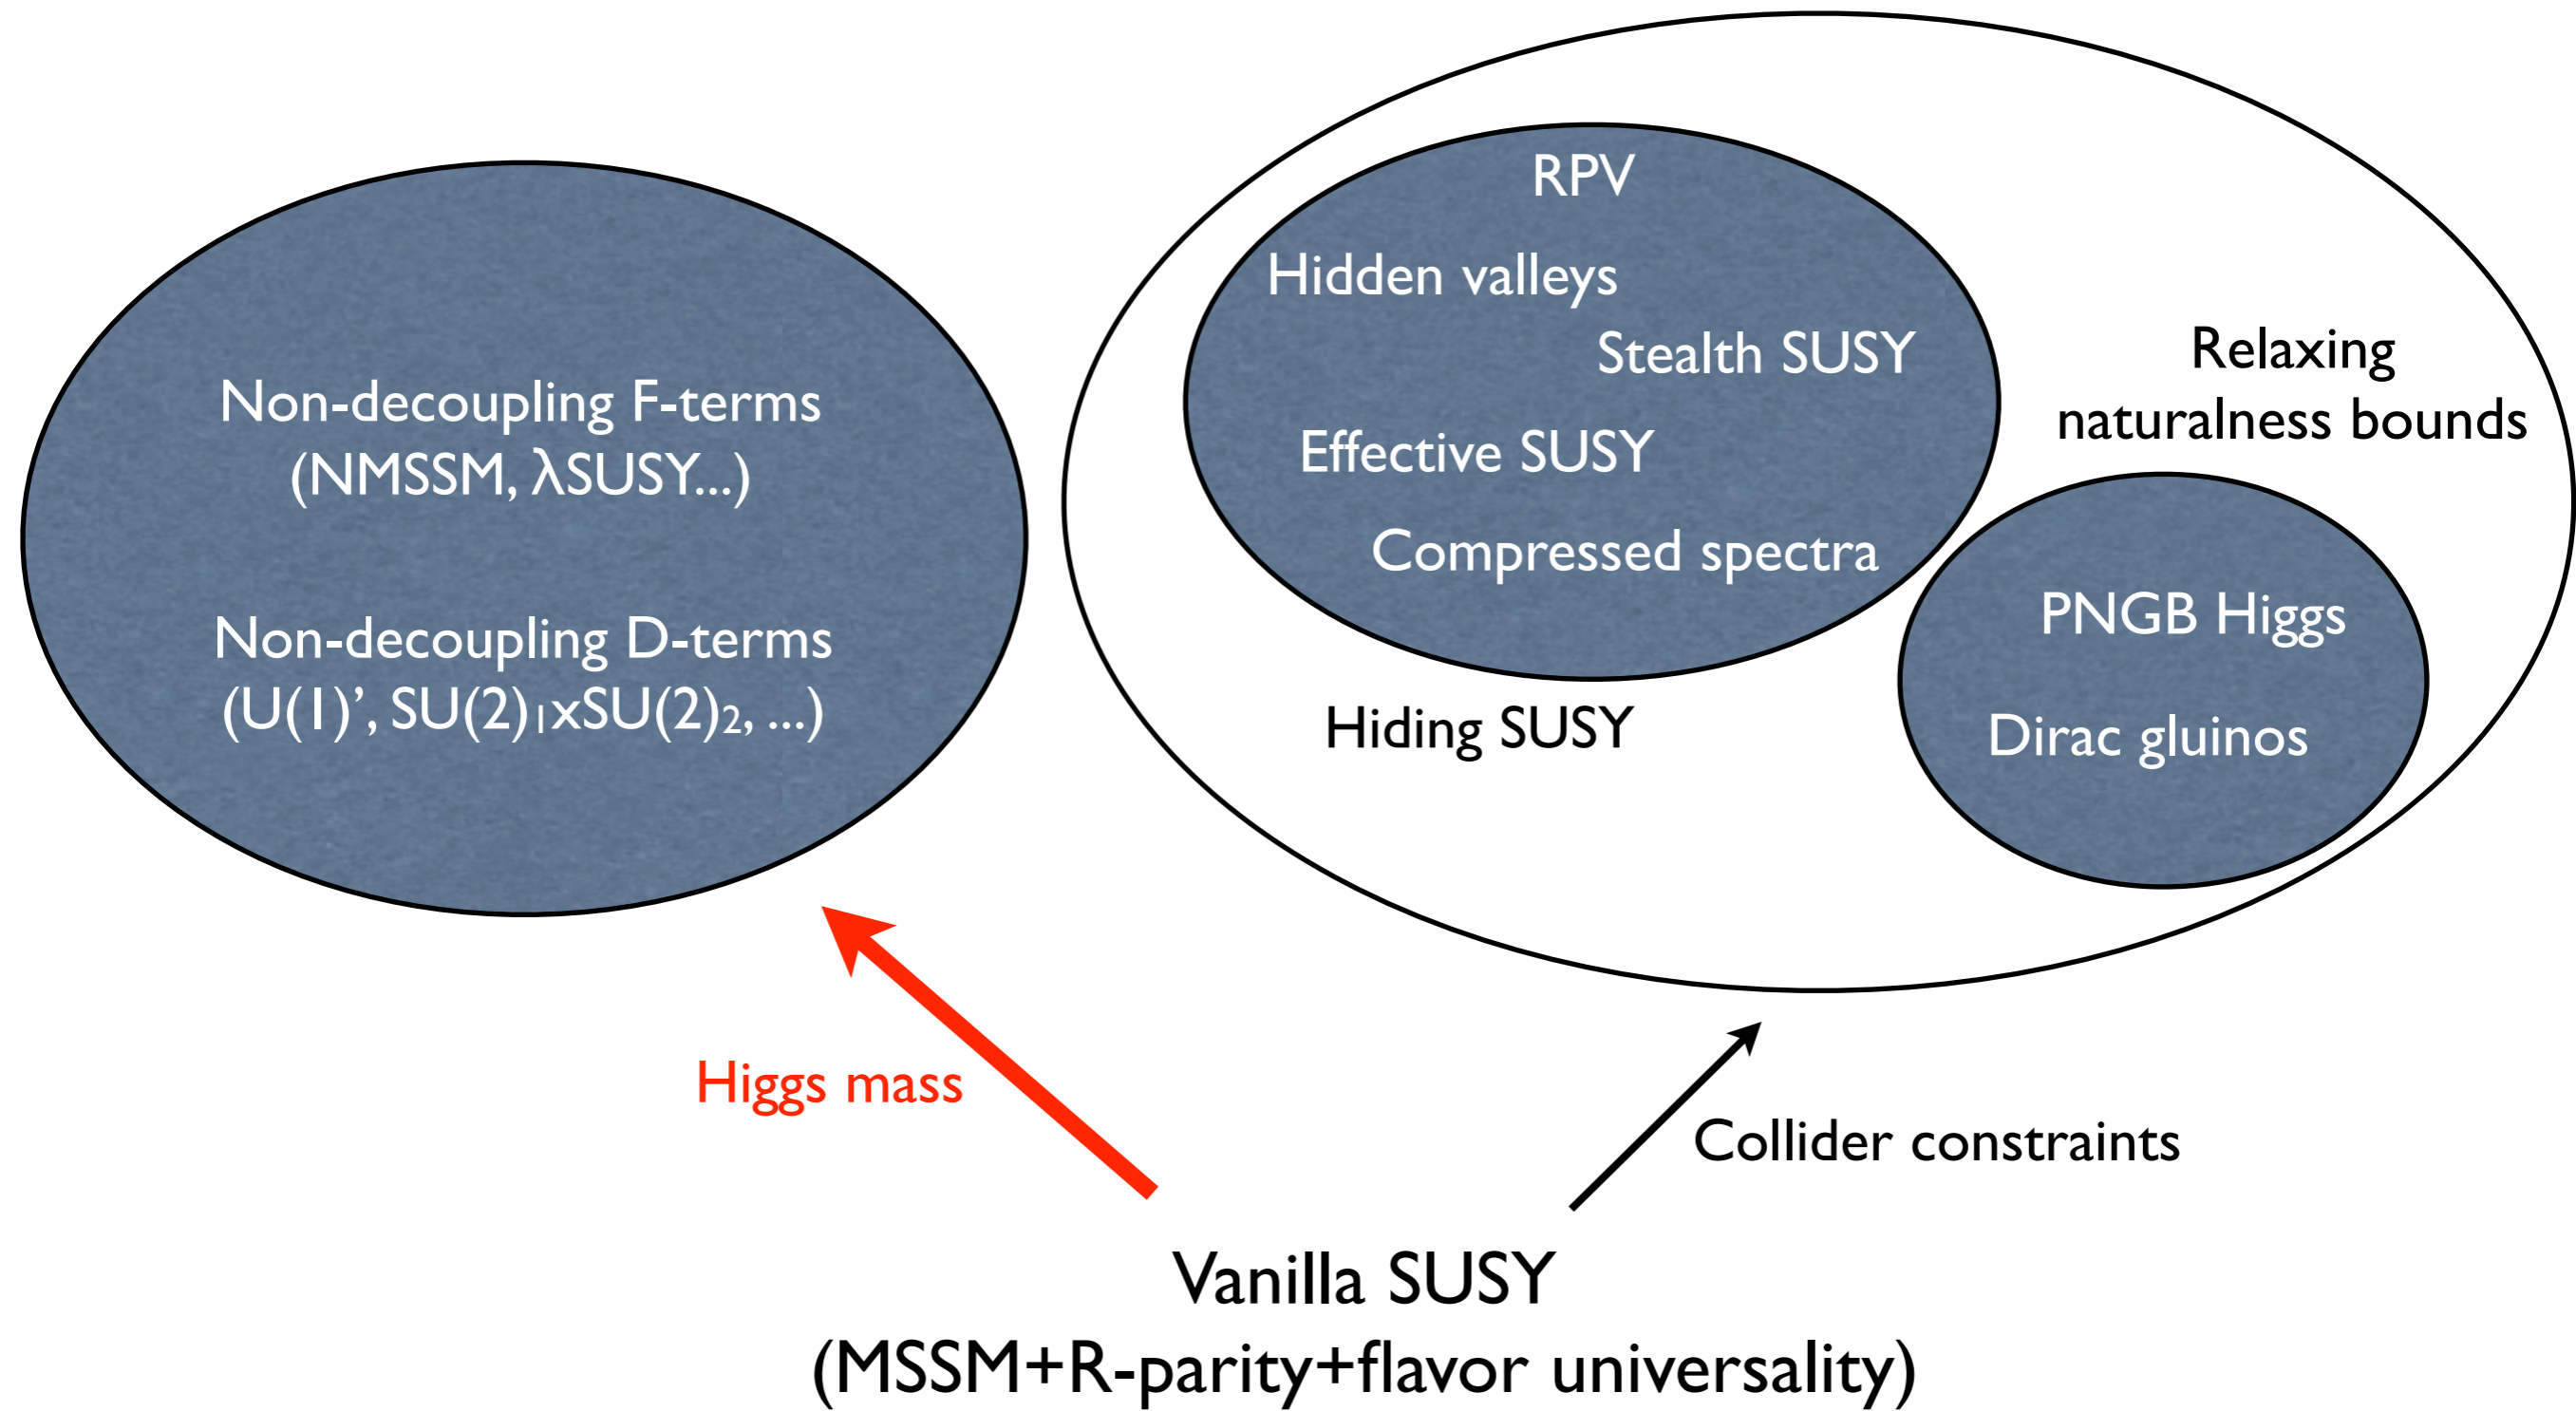 Non-decoupling F-terms
(NMSSM, λSUSY...)
Non-decoupling D-terms
(U(1)’, SU(2)₁xSU(2)₂, ...)
RPV
Hidden valleys
Stealth SUSY
Effective SUSY
Compressed spectra
Hiding SUSY
Relaxing
naturalness bounds
PNGB Higgs
Dirac gluinos
Higgs mass
Collider constraints
Vanilla SUSY
(MSSM+R-parity+flavor universality)